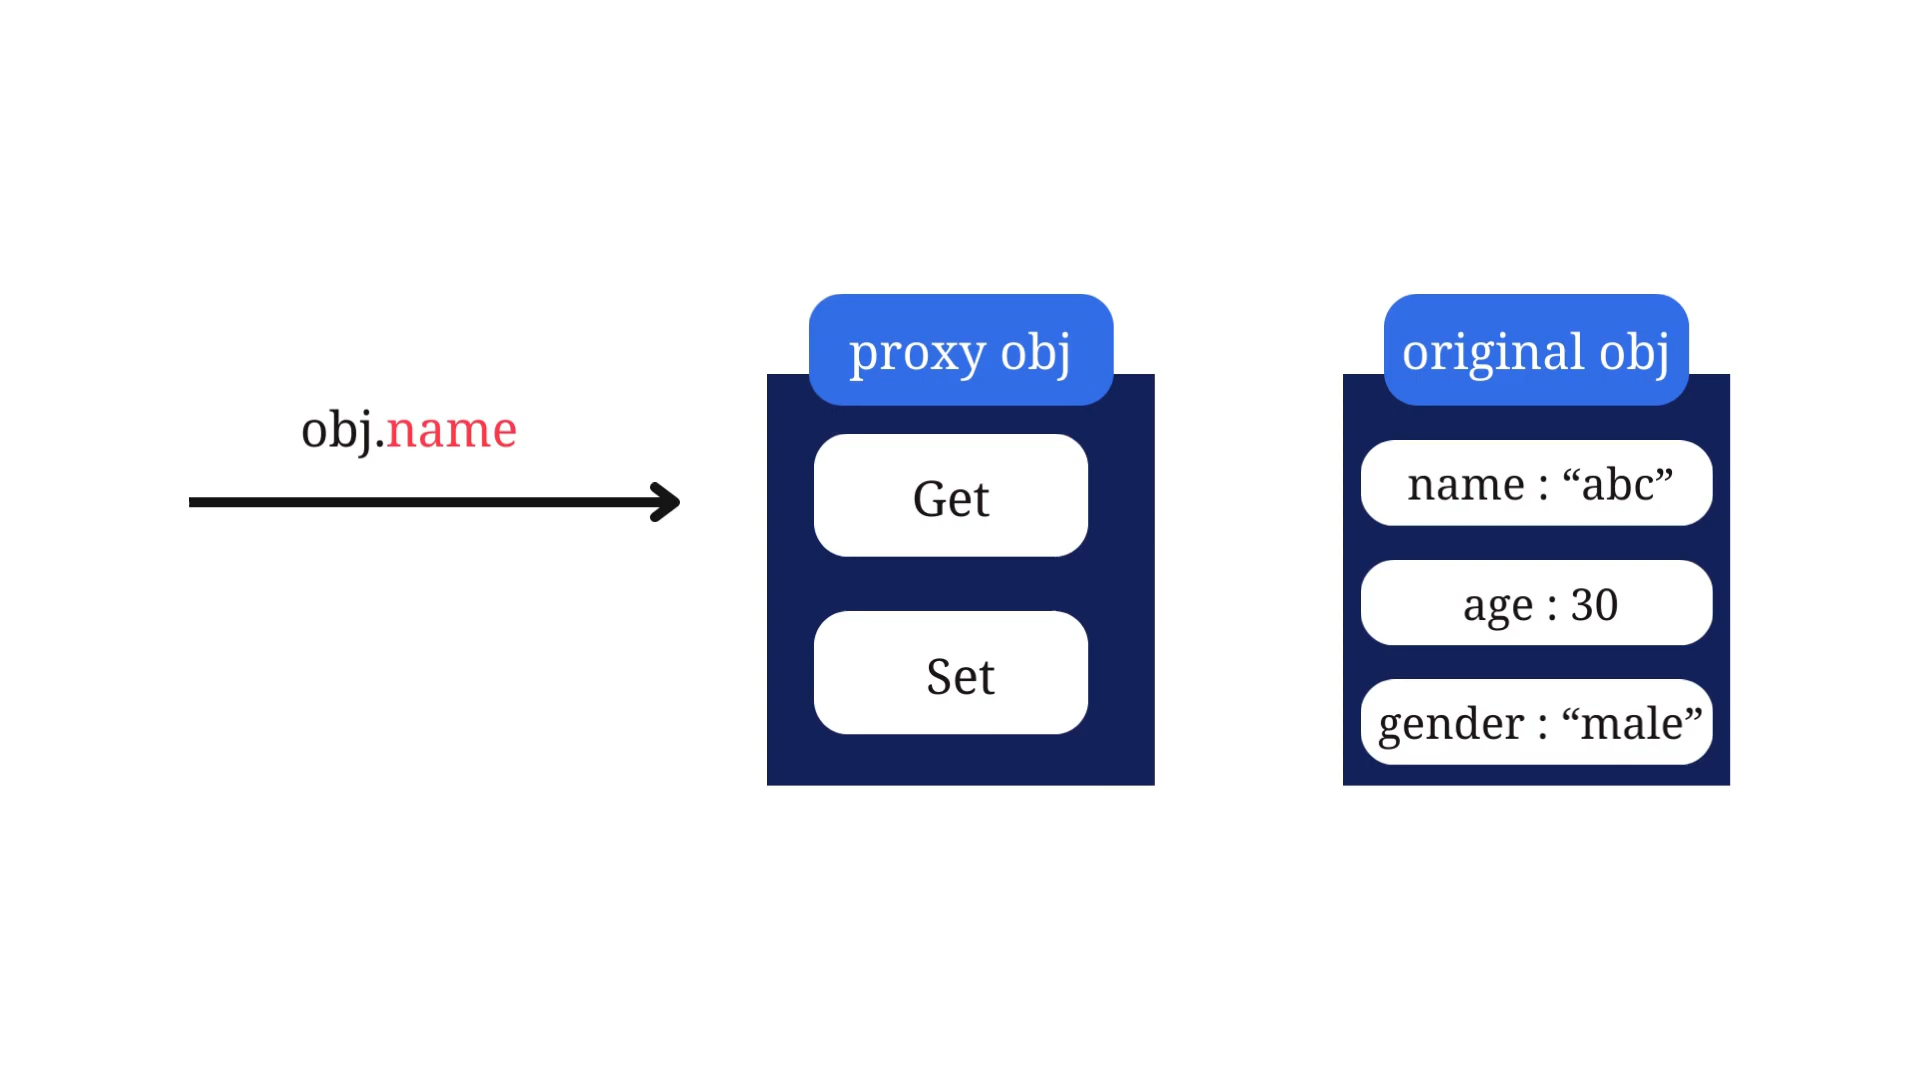 obj.name
proxy obj
Get
Set
original obj
name : “abc”
age : 30
gender : “male”